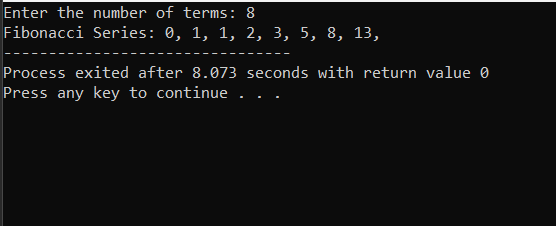 Enter the number of terms: 8
Fibonacci Series: 0, 1, 1, 2, 3, 5, 8, 13,
--------------------------------
Process exited after 8.073 seconds with return value 0
Press any key to continue . . .